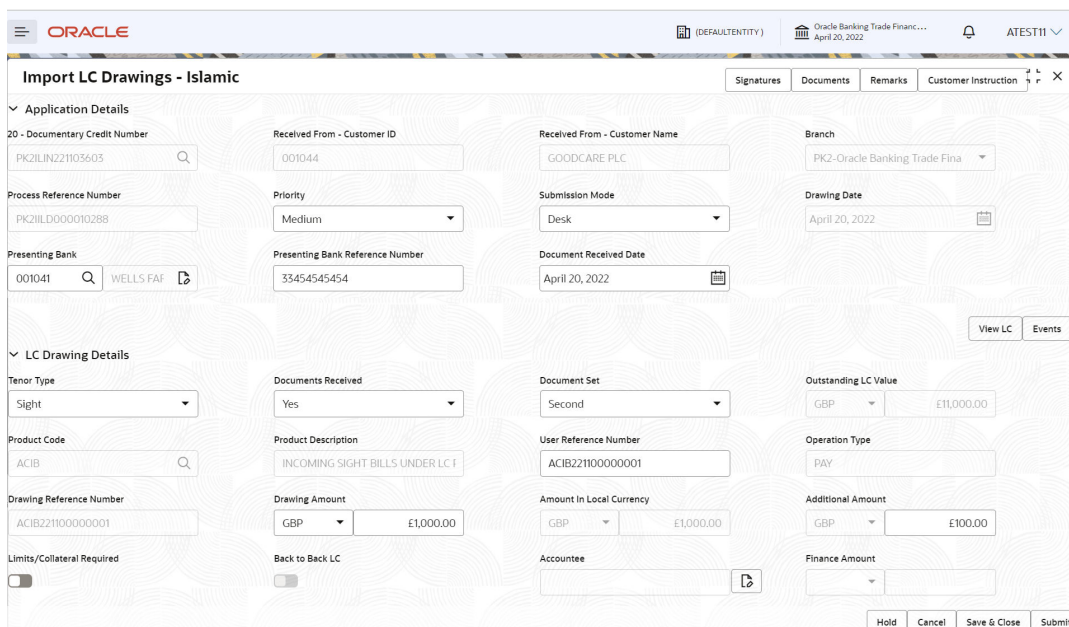 ORACLE
(DEFAULTENTITY )
Oracle Banking Trade Financ...
April 20, 2022
ATEST11
Import LC Drawings - Islamic
Signatures
Documents
Remarks
Customer Instruction
Application Details
20 - Documentary Credit Number
Received From - Customer ID
Received From - Customer Name
Branch
PK2ILIN221103603
001044
GOODCARE PLC
PK2-Oracle Banking Trade Fina
Process Reference Number
Priority
Submission Mode
Drawing Date
PK2IILD000010288
Medium
Desk
April 20, 2022
Presenting Bank
Presenting Bank Reference Number
Document Received Date
001041
WELLS FAR
33454545454
April 20, 2022
View LC
Events
LC Drawing Details
Tenor Type
Documents Received
Document Set
Outstanding LC Value
Sight
Yes
Second
GBP
£11,000.00
Product Code
Product Description
User Reference Number
Operation Type
ACIB
INCOMING SIGHT BILLS UNDER LC F
ACIB221100000001
PAY
Drawing Reference Number
Drawing Amount
Amount In Local Currency
Additional Amount
ACIB221100000001
GBP
£1,000.00
GBP
£1,000.00
GBP
£100.00
Limits/Collateral Required
Back to Back LC
Accountee
Finance Amount
Hold
Cancel
Save & Close
Submit